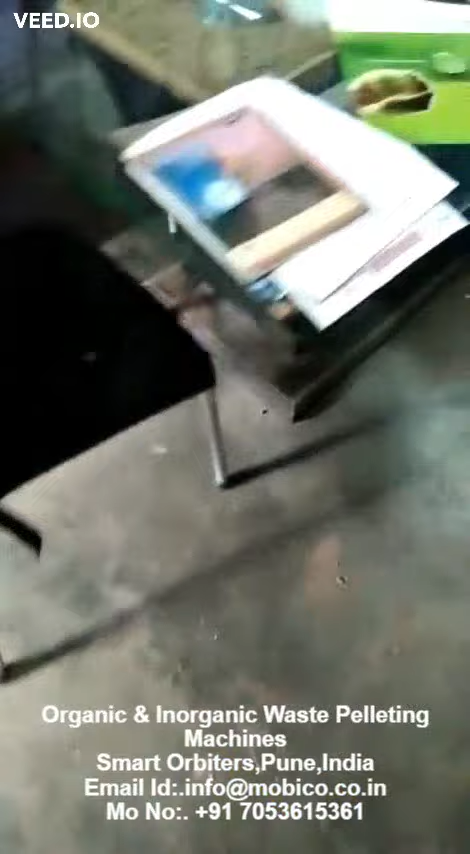 VEED.IO
Organic & Inorganic Waste Pelleting
Machines
Smart Orbiters,Pune,India
Email Id:.info@mobico.co.in
Mo No:. +91 7053615361